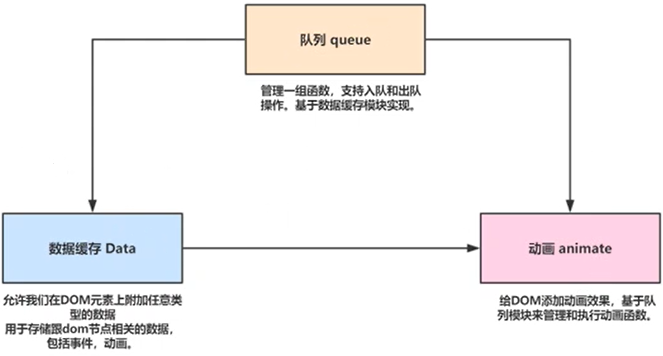 队列 queue
管理一组函数，支持入队和出队
操作。基于数据缓存模块实现。
数据缓存 Data
动画 animate
允许我们在DOM元素上附加任意类
型的数据
用于存储跟dom节点相关的数据，
包括事件，动画。
给DOM添加动画效果，基于队
列模块来管理和执行动画函数。